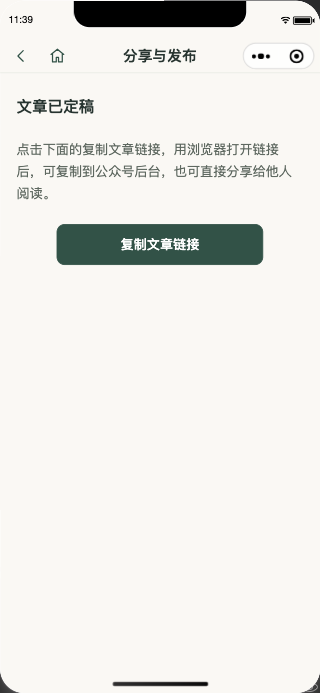 11:39
分享与发布
文章已定稿
点击下面的复制文章链接，用浏览器打开链接
后，可复制到公众号后台，也可直接分享给他人
阅读。
复制文章链接